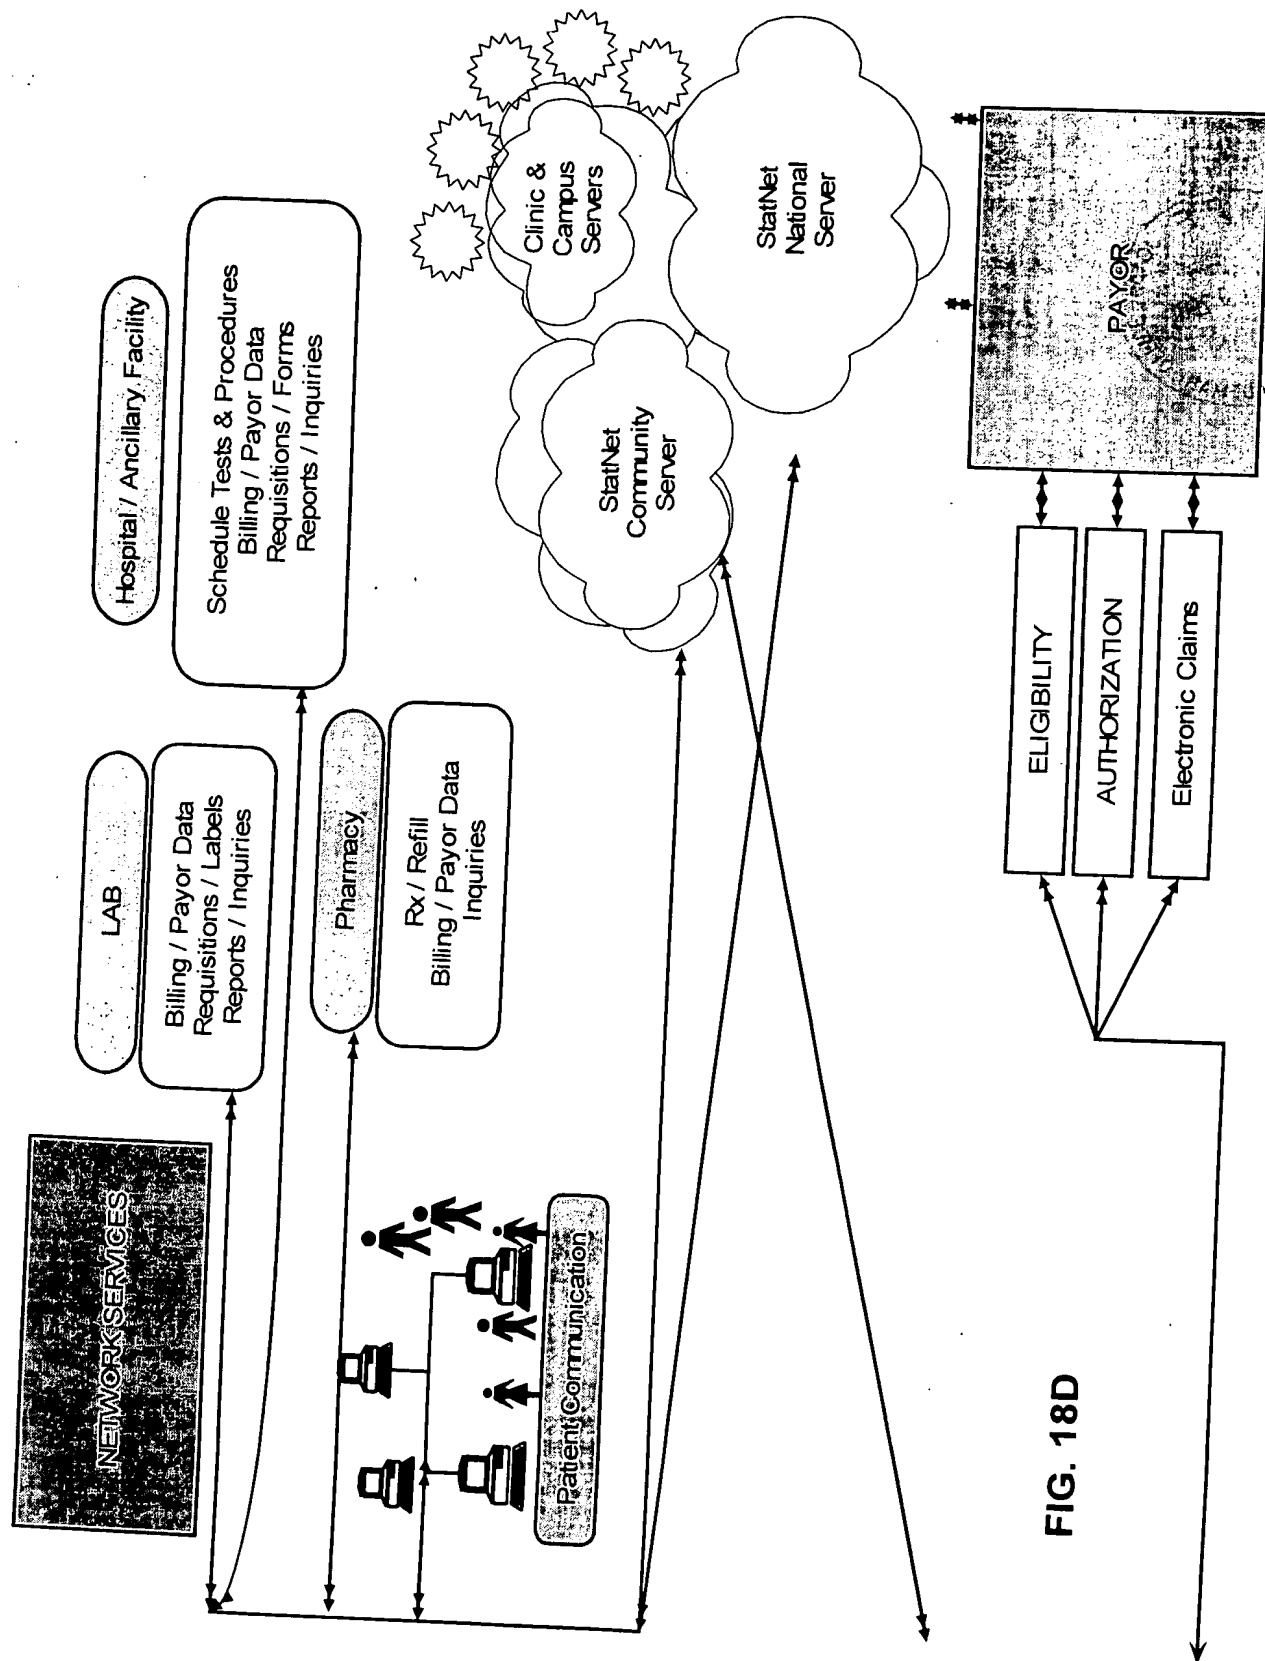 NETWORK SERVICES
LAB
Billing / Payor Data
Requisitions / Labels
Reports / Inquiries
Hospital / Ancillary Facility
Schedule Tests & Procedures
Billing / Payor Data
Requisitions / Forms
Reports / Inquiries
Pharmacy
Rx / Refill
Billing / Payor Data
Inquiries
Patient Communication
Clinic &
Campus
Servers
StatNet
Community
Server
StatNet
National
Server
ELIGIBILITY
AUTHORIZATION
Electronic Claims
PAYOR
FIG. 18D